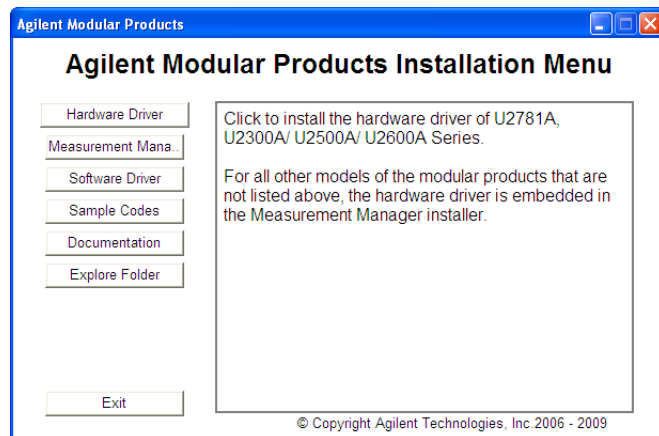 Agilent Modular Products
Agilent Modular Products Installation Menu
Hardware Driver
Measurement Mana..
Software Driver
Sample Codes
Documentation
Explore Folder
Exit
Click to install the hardware driver of U2781A,
U2300A/ U2500A/ U2600A Series.
For all other models of the modular products that are
not listed above, the hardware driver is embedded in
the Measurement Manager installer.
© Copyright Agilent Technologies, Inc.2006 - 2009